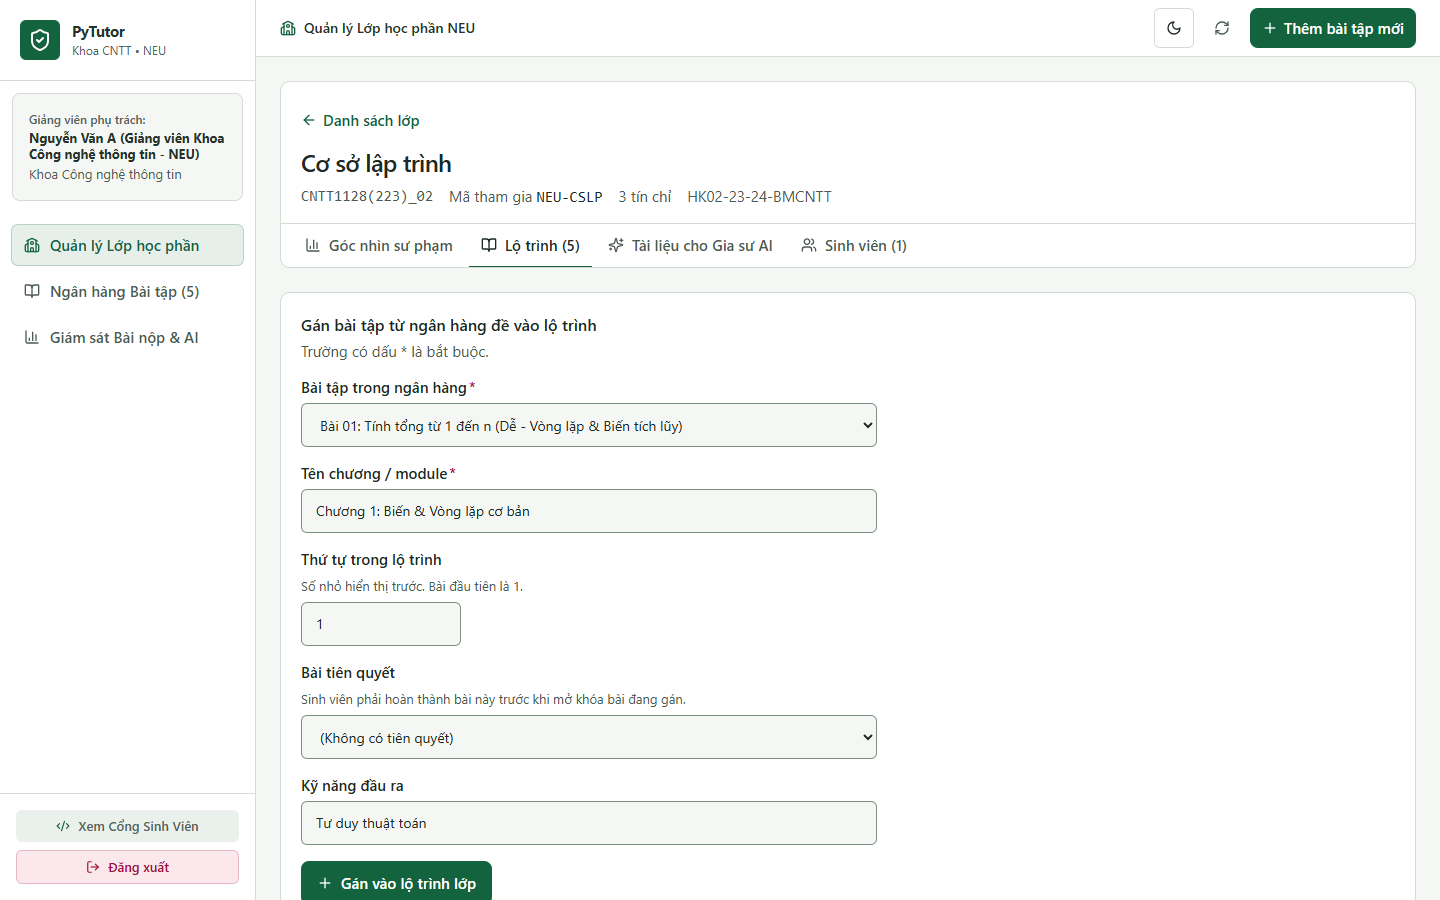 PyTutor
Khoa CNTT • NEU
Giảng viên phụ trách:
Nguyễn Văn A (Giảng viên Khoa
Công nghệ thông tin - NEU)
Khoa Công nghệ thông tin
Quản lý Lớp học phần
Ngân hàng Bài tập (5)
Giám sát Bài nộp & AI
Xem Cổng Sinh Viên
Đăng xuất
Quản lý Lớp học phần NEU
Thêm bài tập mới
Danh sách lớp
Cơ sở lập trình
CNTT1128(223)_02 Mã tham gia NEU-CSLP 3 tín chỉ HK02-23-24-BMCNTT
Góc nhìn sư phạm Lộ trình (5) Tài liệu cho Gia sư AI Sinh viên (1)
Gán bài tập từ ngân hàng đề vào lộ trình
Trường có dấu * là bắt buộc.
Bài tập trong ngân hàng *
Bài 01: Tính tổng từ 1 đến n (Dễ - Vòng lặp & Biến tích lũy)
Tên chương / module *
Chương 1: Biến & Vòng lặp cơ bản
Thứ tự trong lộ trình
Số nhỏ hiển thị trước. Bài đầu tiên là 1.
1
Bài tiên quyết
Sinh viên phải hoàn thành bài này trước khi mở khóa bài đang gán.
(Không có tiên quyết)
Kỹ năng đầu ra
Tư duy thuật toán
Gán vào lộ trình lớp